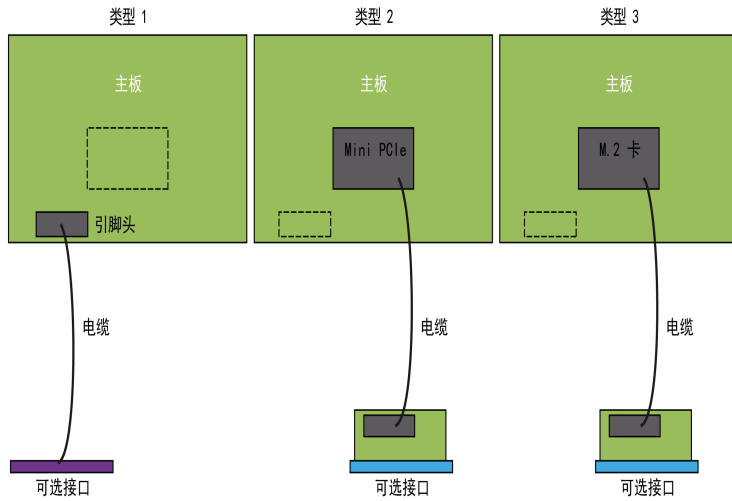 类型 1
类型 2
类型 3
主板
主板
主板
Mini PCIe
M.2 卡
引脚头
电缆
电缆
电缆
可选接口
可选接口
可选接口